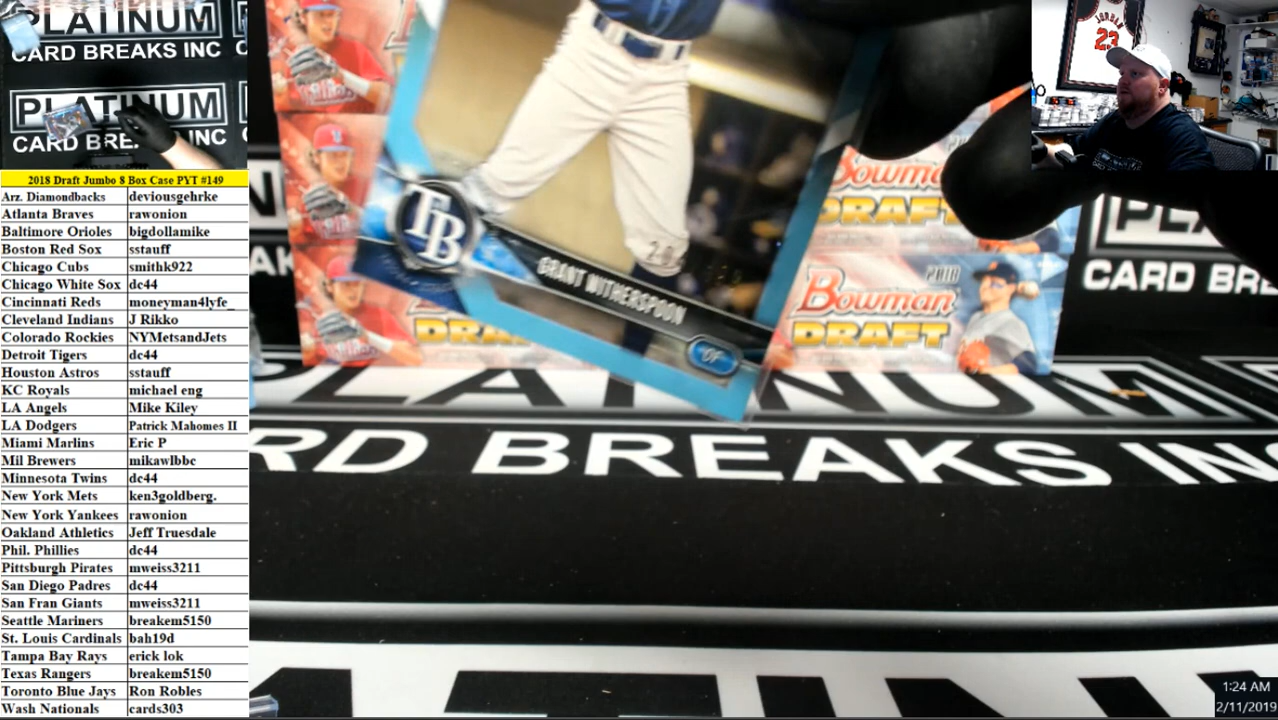 PLATINUM
CARD BREAKS INC
PLATINUM
CARD BRE INC
2018 Draft Jumbo 8 Box Case PYT #149
Arz. Diamondbacks deviousgehrke
Atlanta Braves rawonion
Baltimore Orioles bigdollamike
Boston Red Sox sstauff
Chicago Cubs smithk922
Chicago White Sox dc44
Cincinnati Reds moneyman4lyfe_
Cleveland Indians J Rikko
Colorado Rockies NYMetsandJets
Detroit Tigers dc44
Houston Astros sstauff
KC Royals michael eng
LA Angels Mike Kiley
LA Dodgers Patrick Mahomes II
Miami Marlins Eric P
Mil Brewers mikawlbbc
Minnesota Twins dc44
New York Mets ken3goldberg.
New York Yankees rawonion
Oakland Athletics Jeff Truesdale
Phil. Phillies dc44
Pittsburgh Pirates mweiss3211
San Diego Padres dc44
San Fran Giants mweiss3211
Seattle Mariners breakem5150
St. Louis Cardinals bah19d
Tampa Bay Rays erick lok
Texas Rangers breakem5150
Toronto Blue Jays Ron Robles
Wash Nationals cards303
TB
GRANT WITHERSPOON
OF
Bowman
DRAFT
2018
Bowman
DRAFT
DRAFT
JORDAN
23
PLA
CARD BRE
PLATINUM
RD BREAKS INC
1:24 AM
2/11/2019